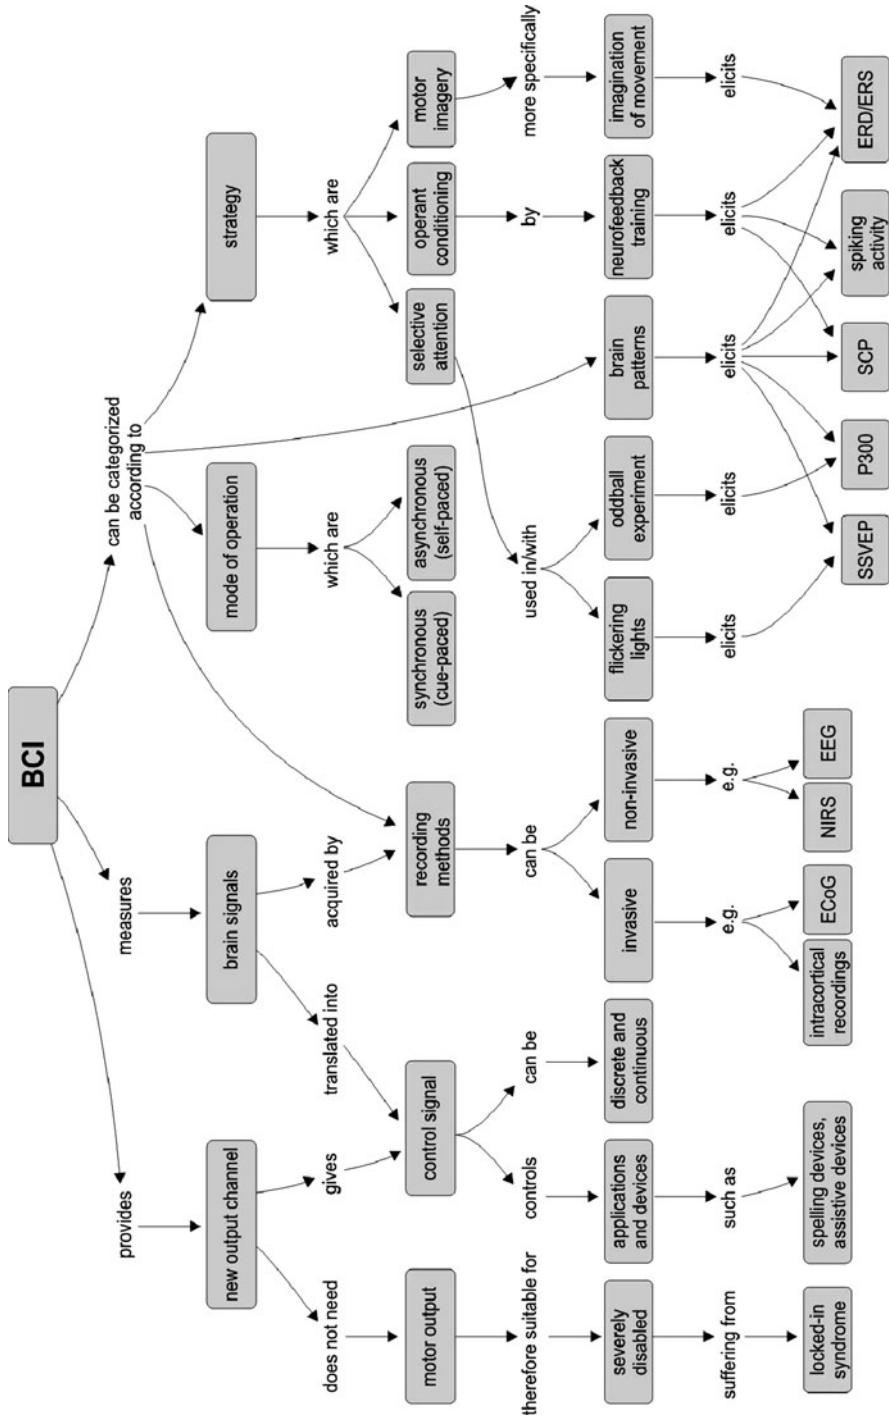 BCI
provides
measures
can be categorized
according to
new output channel
brain signals
mode of operation
strategy
does not need
gives
translated into
acquired by
which are
which are
motor output
control signal
recording
methods
synchronous
(cue-paced)
asynchronous
(self-paced)
selective
attention
operant
conditioning
motor
imagery
therefore suitable for
controls
can be
can be
used in/with
by
more specifically
severely
disabled
applications
and devices
discrete and
continuous
invasive
non-invasive
flickering
lights
oddball
experiment
brain
patterns
neurofeedback
training
imagination
of movement
suffering from
such as
e.g.
e.g.
elicits
elicits
elicits
elicits
elicits
locked-in
syndrome
spelling devices,
assistive devices
intracortical
recordings
ECoG
NIRS
EEG
SSVEP
P300
SCP
spiking
activity
ERD/ERS